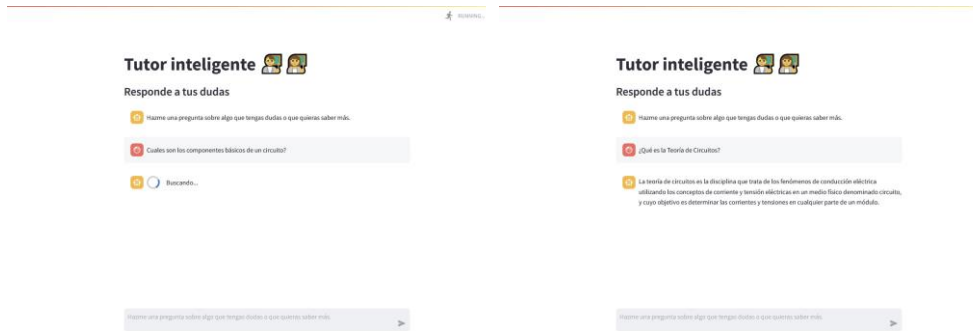 RUNNING...
Tutor inteligente
Responde a tus dudas
Hazme una pregunta sobre algo que tengas dudas o que quieras saber más.
Cuales son los componentes básicos de un circuito?
Buscando...
Hazme una pregunta sobre algo que tengas dudas o que quieras saber más.
Tutor inteligente
Responde a tus dudas
Hazme una pregunta sobre algo que tengas dudas o que quieras saber más.
¿Qué es la Teoría de Circuitos?
La teoría de circuitos es la disciplina que trata de los fenómenos de conducción eléctrica
utilizando los conceptos de corriente y tensión eléctricas en un medio físico denominado circuito,
y cuyo objetivo es determinar las corrientes y tensiones en cualquier parte de un módulo.
Hazme una pregunta sobre algo que tengas dudas o que quieras saber más.